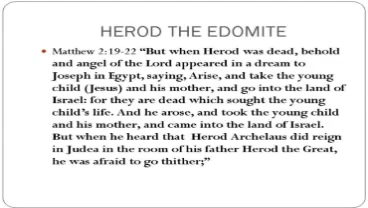 HEROD THE EDOMITE
• Matthew 2:19-22 “But when Herod was dead, behold
and angel of the Lord appeared in a dream to
Joseph in Egypt, saying, Arise, and take the young
child (Jesus) and his mother, and go into the land of
Israel: for they are dead which sought the young
child’s life. And he arose, and took the young child
and his mother, and came into the land of Israel.
But when he heard that Herod Archelaus did reign
in Judea in the room of his father Herod the Great,
he was afraid to go thither;”